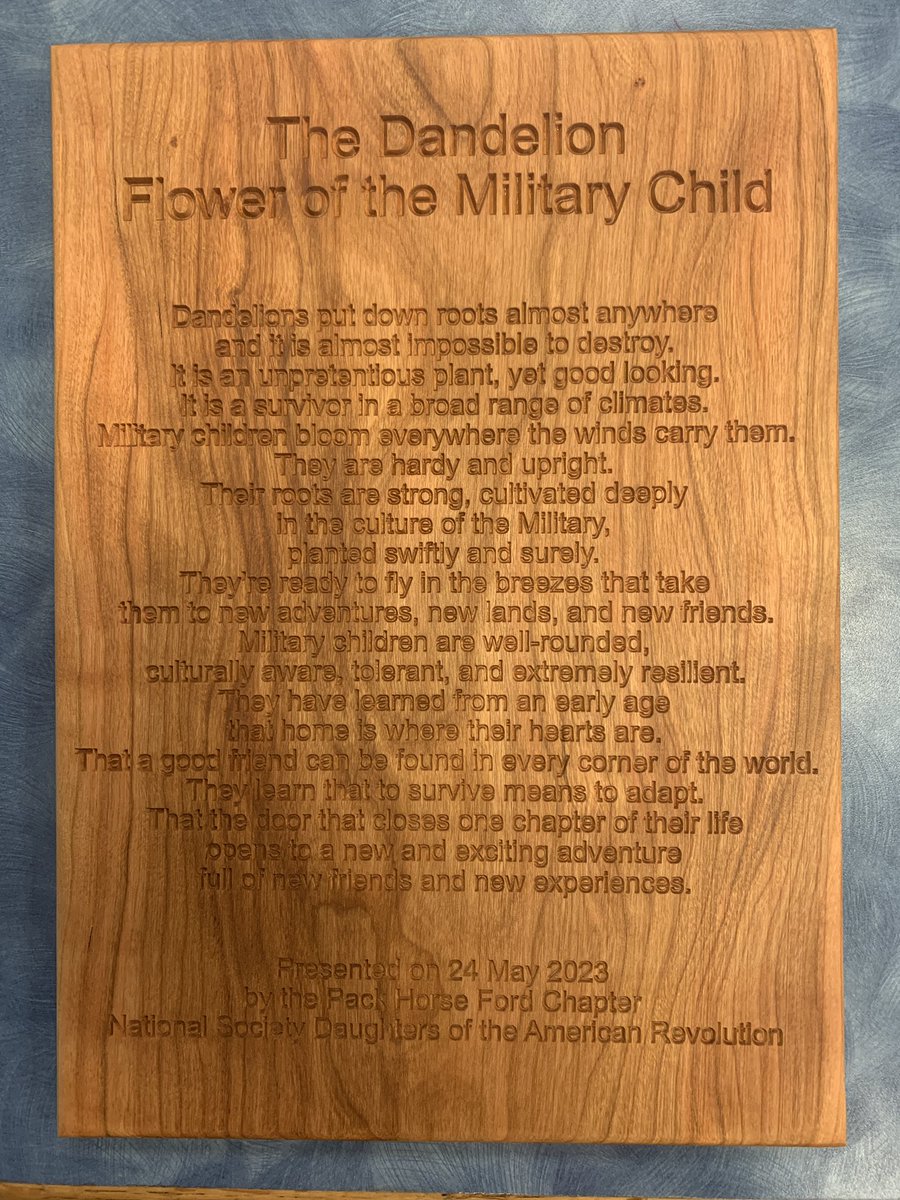 The Dandelion
Flower of the Military Child
Dandelions put down roots almost anywhere
and it is almost impossible to destroy.
It is an unpretentious plant, yet good looking.
It is a survivor in a broad range of climates.
Military children bloom everywhere the winds carry them.
They are hardy and upright.
Their roots are strong, cultivated deeply
in the culture of the Military,
planted swiftly and surely.
They're ready to fly in the breezes that take
them to new adventures, new lands, and new friends.
Military children are well-rounded,
culturally aware, tolerant, and extremely resilient.
They have learned from an early age
that home is where their hearts are.
That a good friend can be found in every corner of the world.
They learn that to survive means to adapt.
That the door that closes one chapter of their life
opens to a new and exciting adventure
full of new friends and new experiences.
Presented on 24 May 2023
by the Pack Horse Ford Chapter
National Society Daughters of the American Revolution